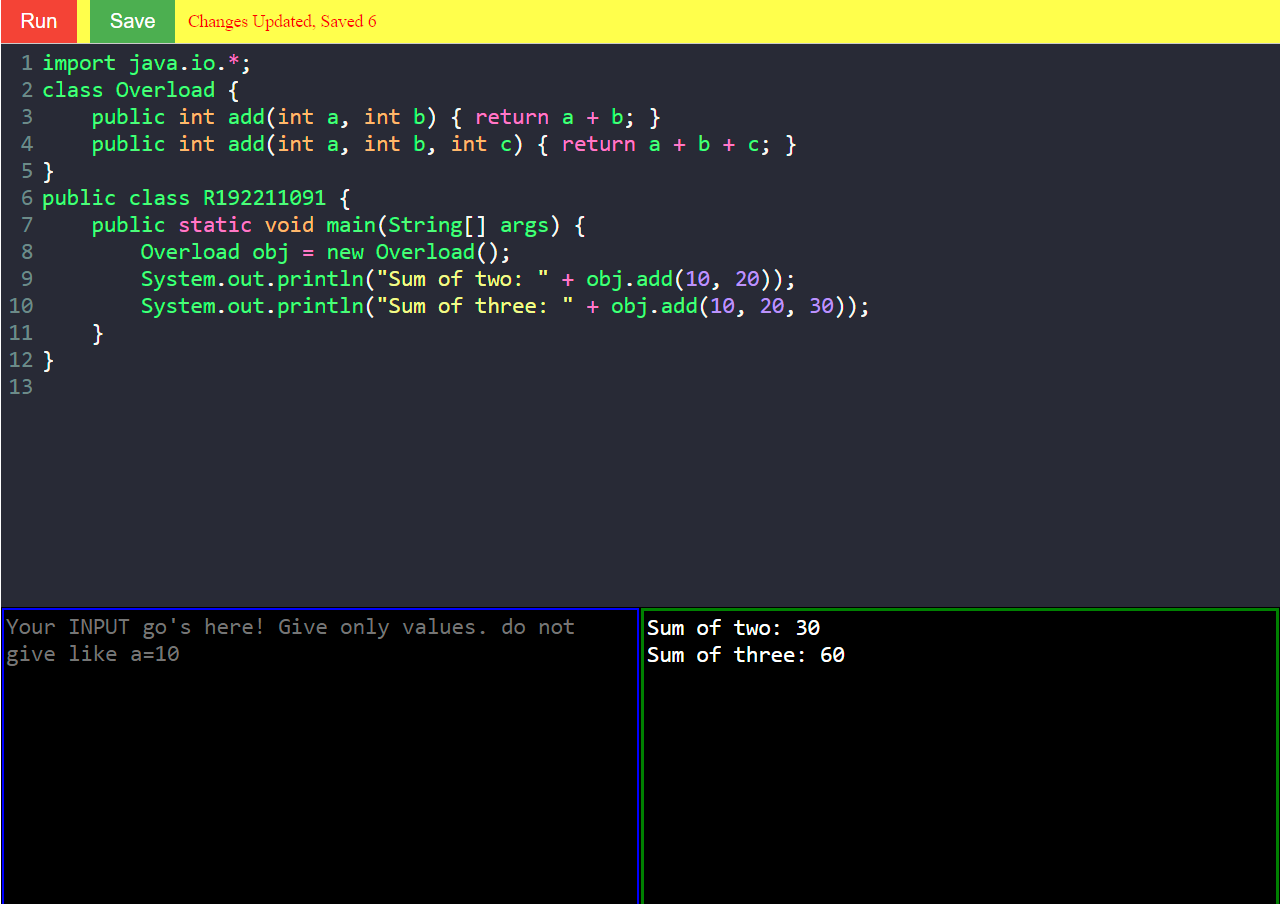 Run Save Changes Updated, Saved 6
1 import java.io.*;
2 class Overload {
3     public int add(int a, int b) { return a + b; }
4     public int add(int a, int b, int c) { return a + b + c; }
5 }
6 public class R192211091 {
7     public static void main(String[] args) {
8         Overload obj = new Overload();
9         System.out.println("Sum of two: " + obj.add(10, 20));
10         System.out.println("Sum of three: " + obj.add(10, 20, 30));
11     }
12 }
13
Your INPUT go's here! Give only values. do not
give like a=10
Sum of two: 30
Sum of three: 60